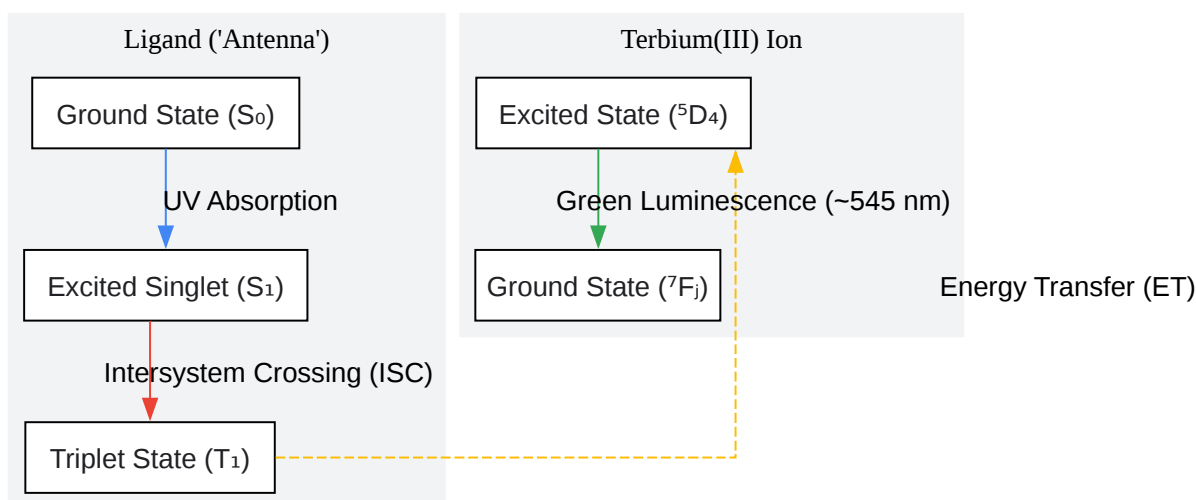 Ligand ('Antenna')
Ground State (S₀)
UV Absorption
Excited Singlet (S₁)
Intersystem Crossing (ISC)
Triplet State (T₁)
Terbium(III) Ion
Excited State (⁵D₄)
Green Luminescence (~545 nm)
Ground State (⁷Fⱼ)
Energy Transfer (ET)